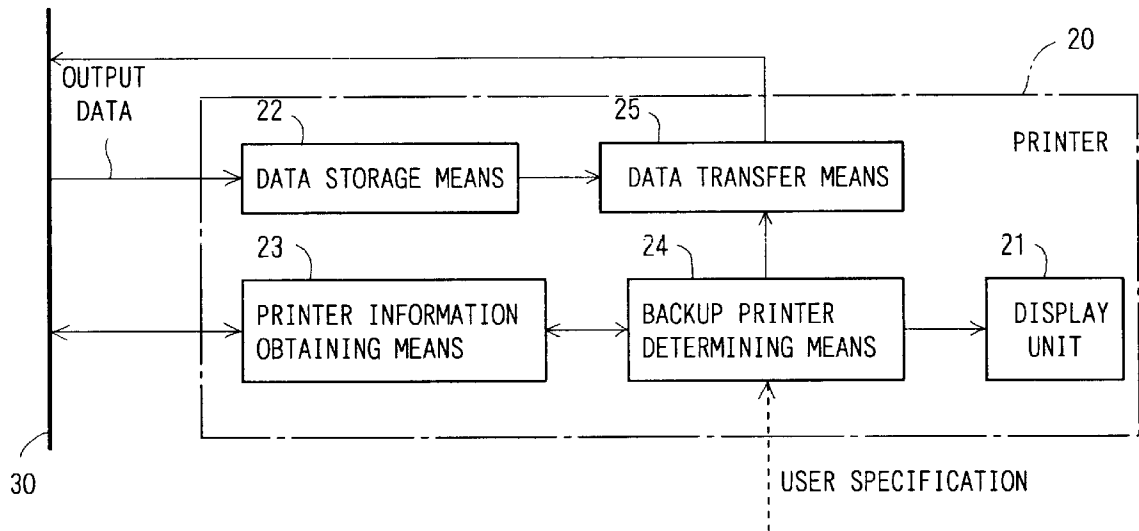 20
OUTPUT
DATA
22
25
PRINTER
DATA STORAGE MEANS
DATA TRANSFER MEANS
23
24
21
PRINTER INFORMATION
OBTAINING MEANS
BACKUP PRINTER
DETERMINING MEANS
DISPLAY
UNIT
30
USER SPECIFICATION